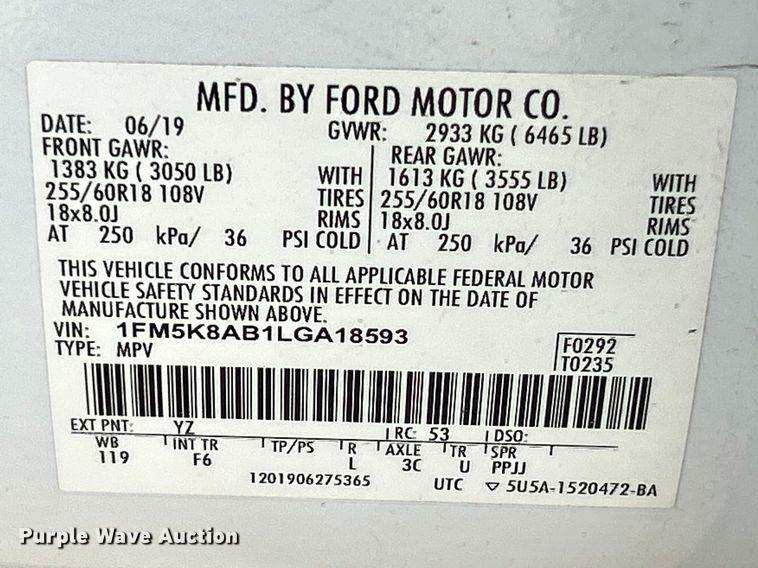 MFD. BY FORD MOTOR CO.
DATE: 06/19 GVWR: 2933 KG ( 6465 LB)
FRONT GAWR: REAR GAWR:
1383 KG ( 3050 LB) WITH 1613 KG ( 3555 LB) WITH
255/60R18 108V TIRES 255/60R18 108V TIRES
18x8.0J RIMS 18x8.0J RIMS
AT 250 kPa/ 36 PSI COLD AT 250 kPa/ 36 PSI COLD
THIS VEHICLE CONFORMS TO ALL APPLICABLE FEDERAL MOTOR
VEHICLE SAFETY STANDARDS IN EFFECT ON THE DATE OF
MANUFACTURE SHOWN ABOVE.
VIN: 1FM5K8AB1LGA18593
TYPE: MPV F0292
T0235
EXT PNT: YZ RC: 53 DSO:
WB INT TR TP/PS R AXLE TR SPR
119 F6 L 3C U PPJJ
1201906275365 UTC ▽ 5U5A-1520472-BA
Purple Wave Auction